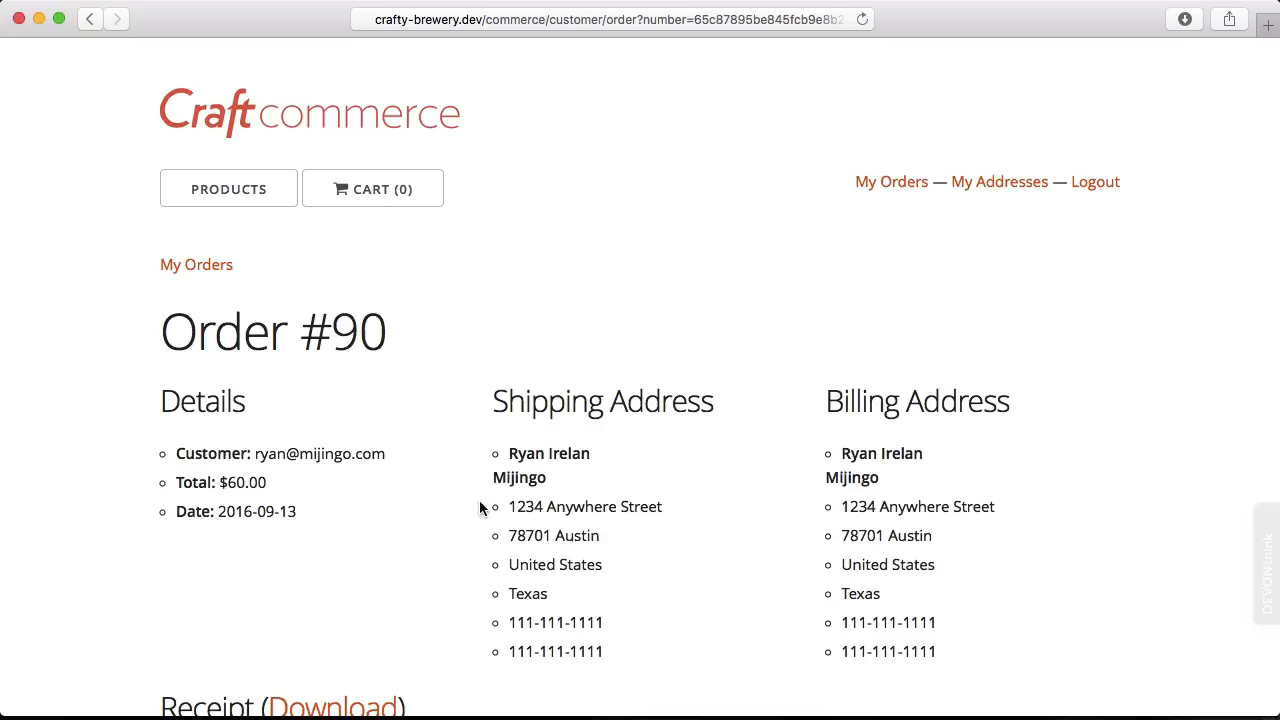 crafty-brewery.dev/commerce/customer/order?number=65c87895be845fcb9e8b2
Craft commerce
PRODUCTS
CART (0)
My Orders — My Addresses — Logout
My Orders
Order #90
Details
Customer: ryan@mijingo.com
Total: $60.00
Date: 2016-09-13
Shipping Address
Ryan Irelan
Mijingo
1234 Anywhere Street
78701 Austin
United States
Texas
111-111-1111
111-111-1111
Billing Address
Ryan Irelan
Mijingo
1234 Anywhere Street
78701 Austin
United States
Texas
111-111-1111
111-111-1111
Receipt (Download)
DEVONthink